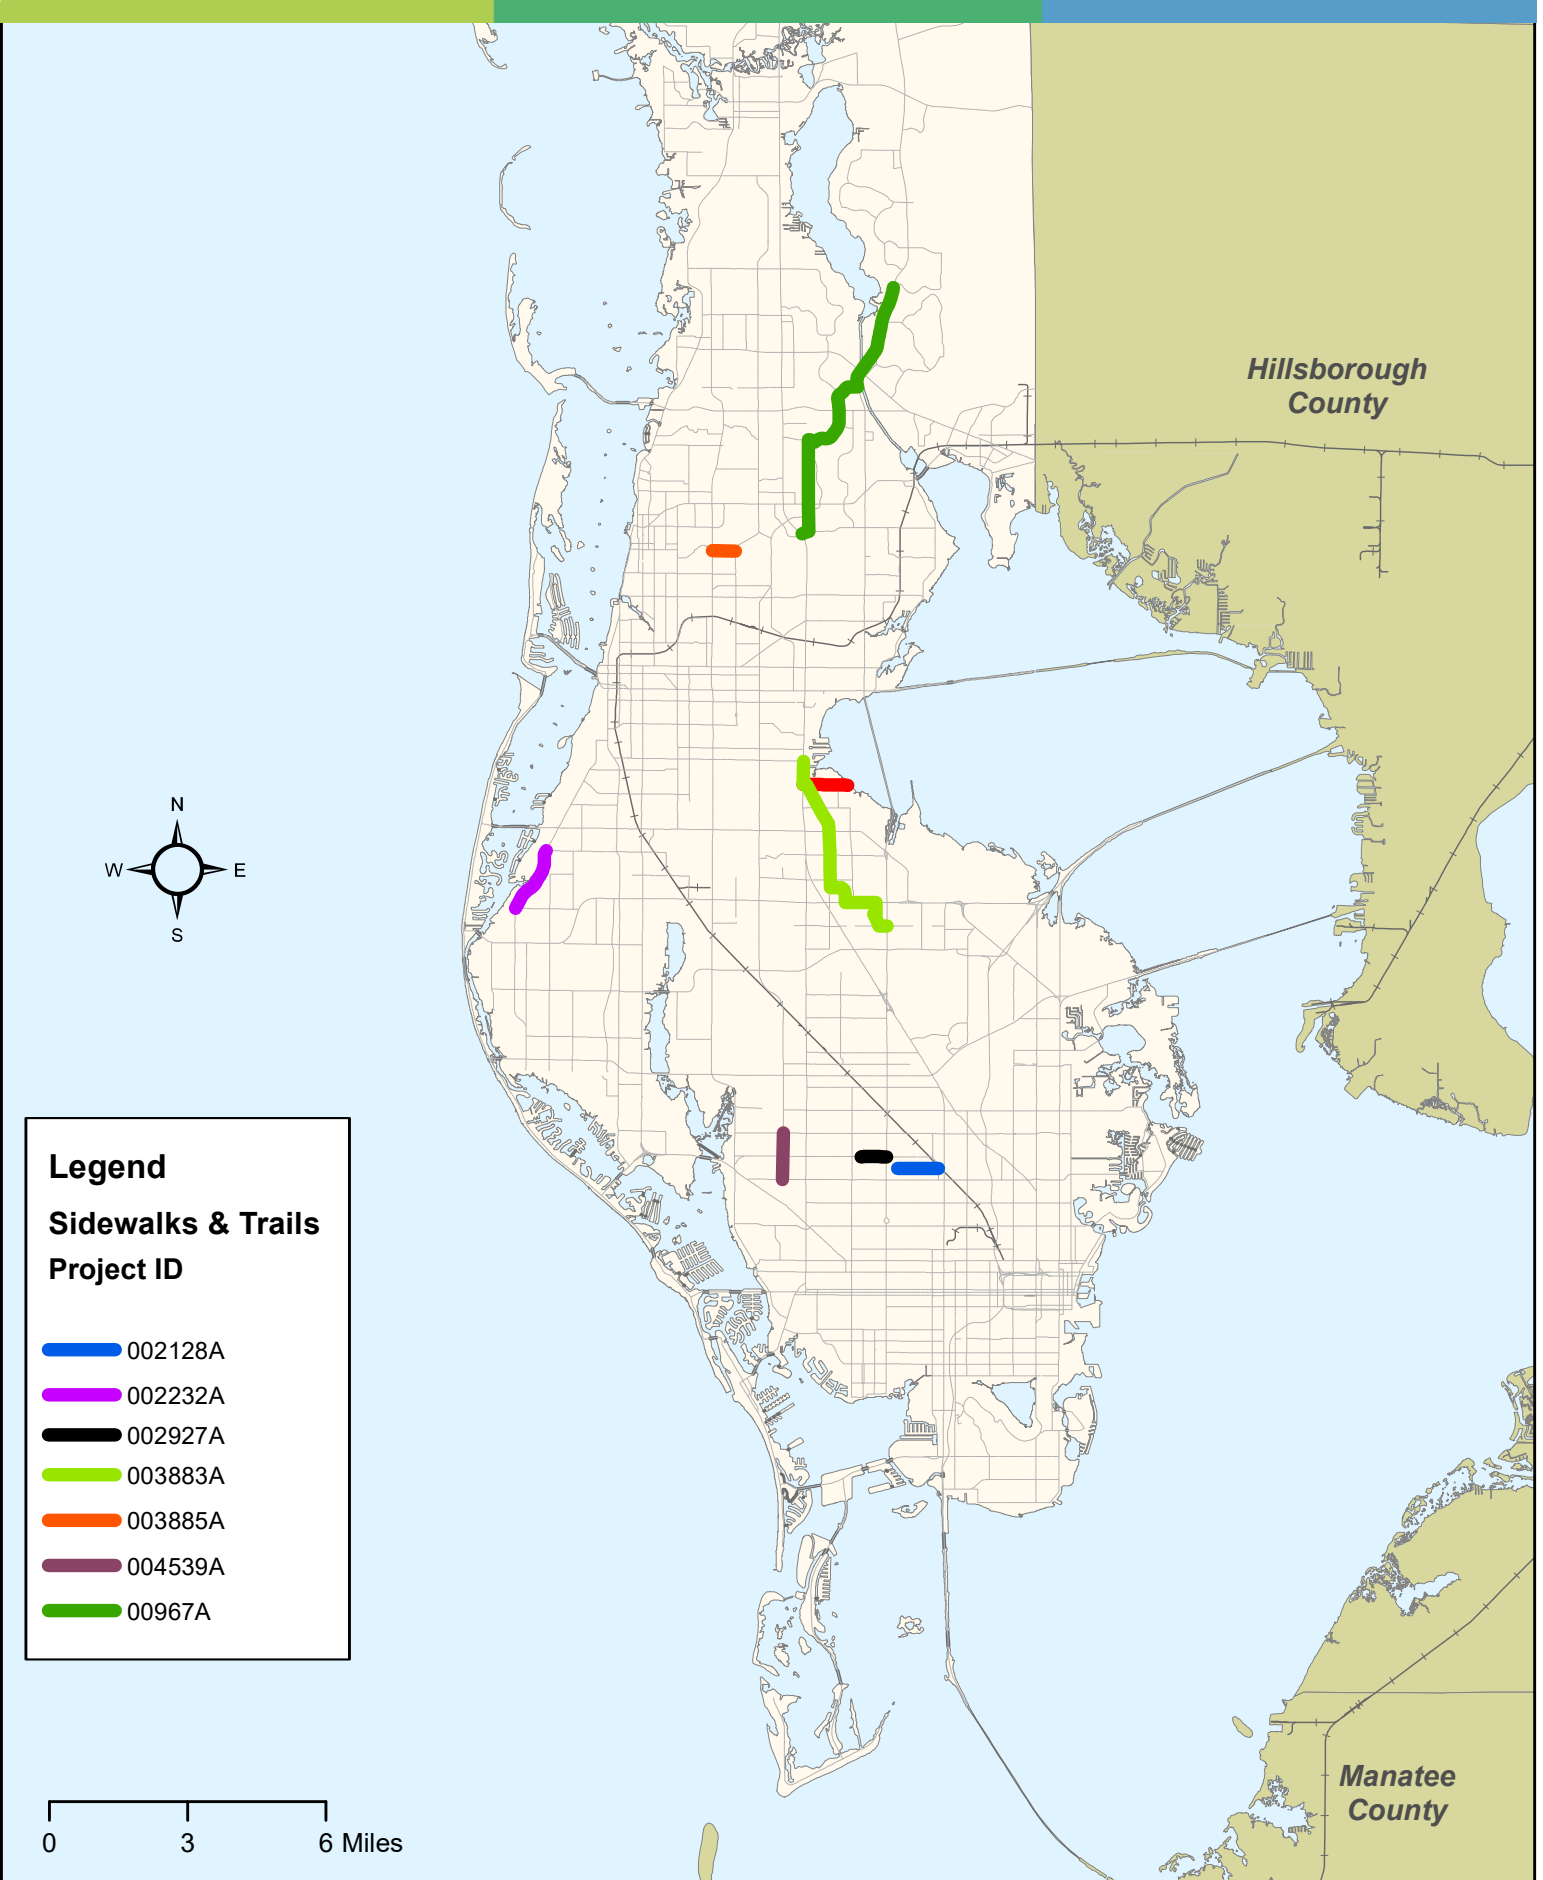 Hillsborough
County
N
W
E
S
Legend
Sidewalks & Trails
Project ID
002128A
002232A
002927A
003883A
003885A
004539A
00967A
Manatee
County
0 3 6 Miles